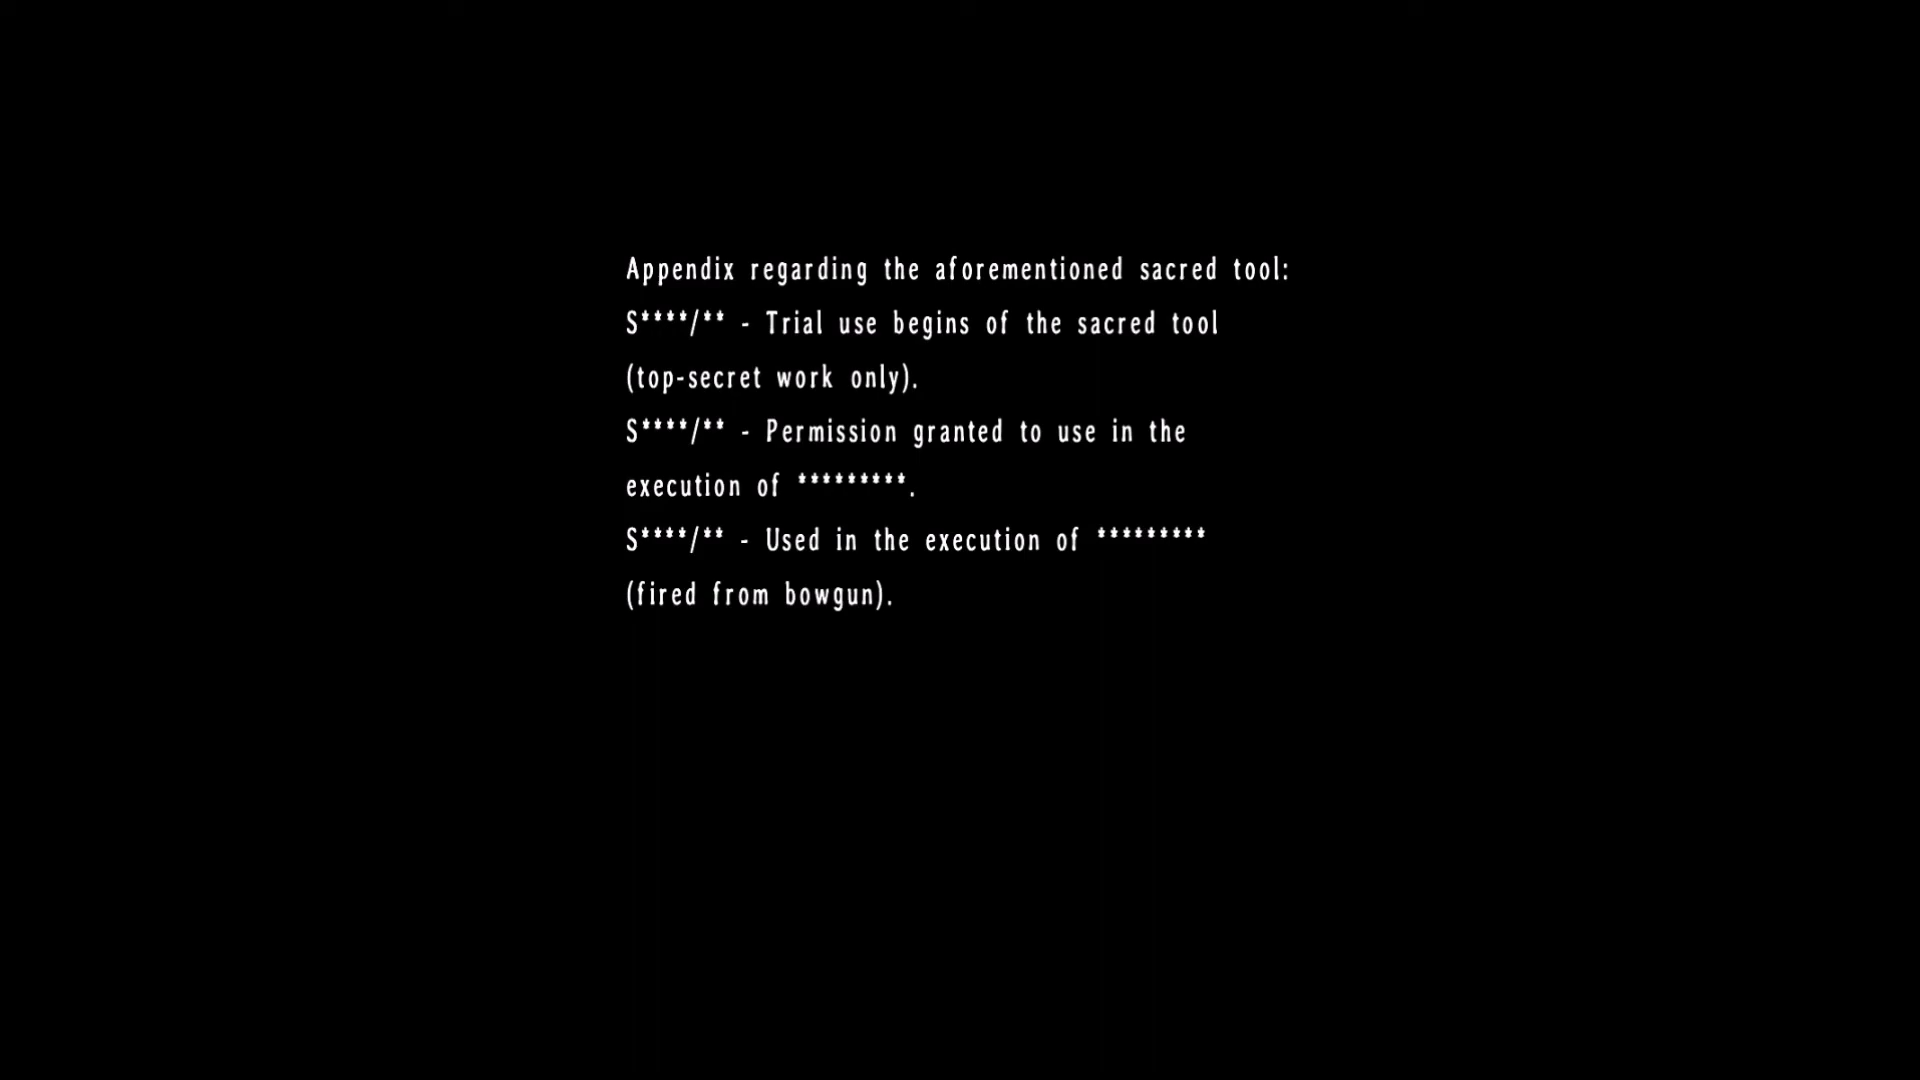 Appendix regarding the aforementioned sacred tool:
S****/** - Trial use begins of the sacred tool
(top-secret work only).
S****/** - Permission granted to use in the
execution of *********.
S****/** - Used in the execution of *********
(fired from bowgun).